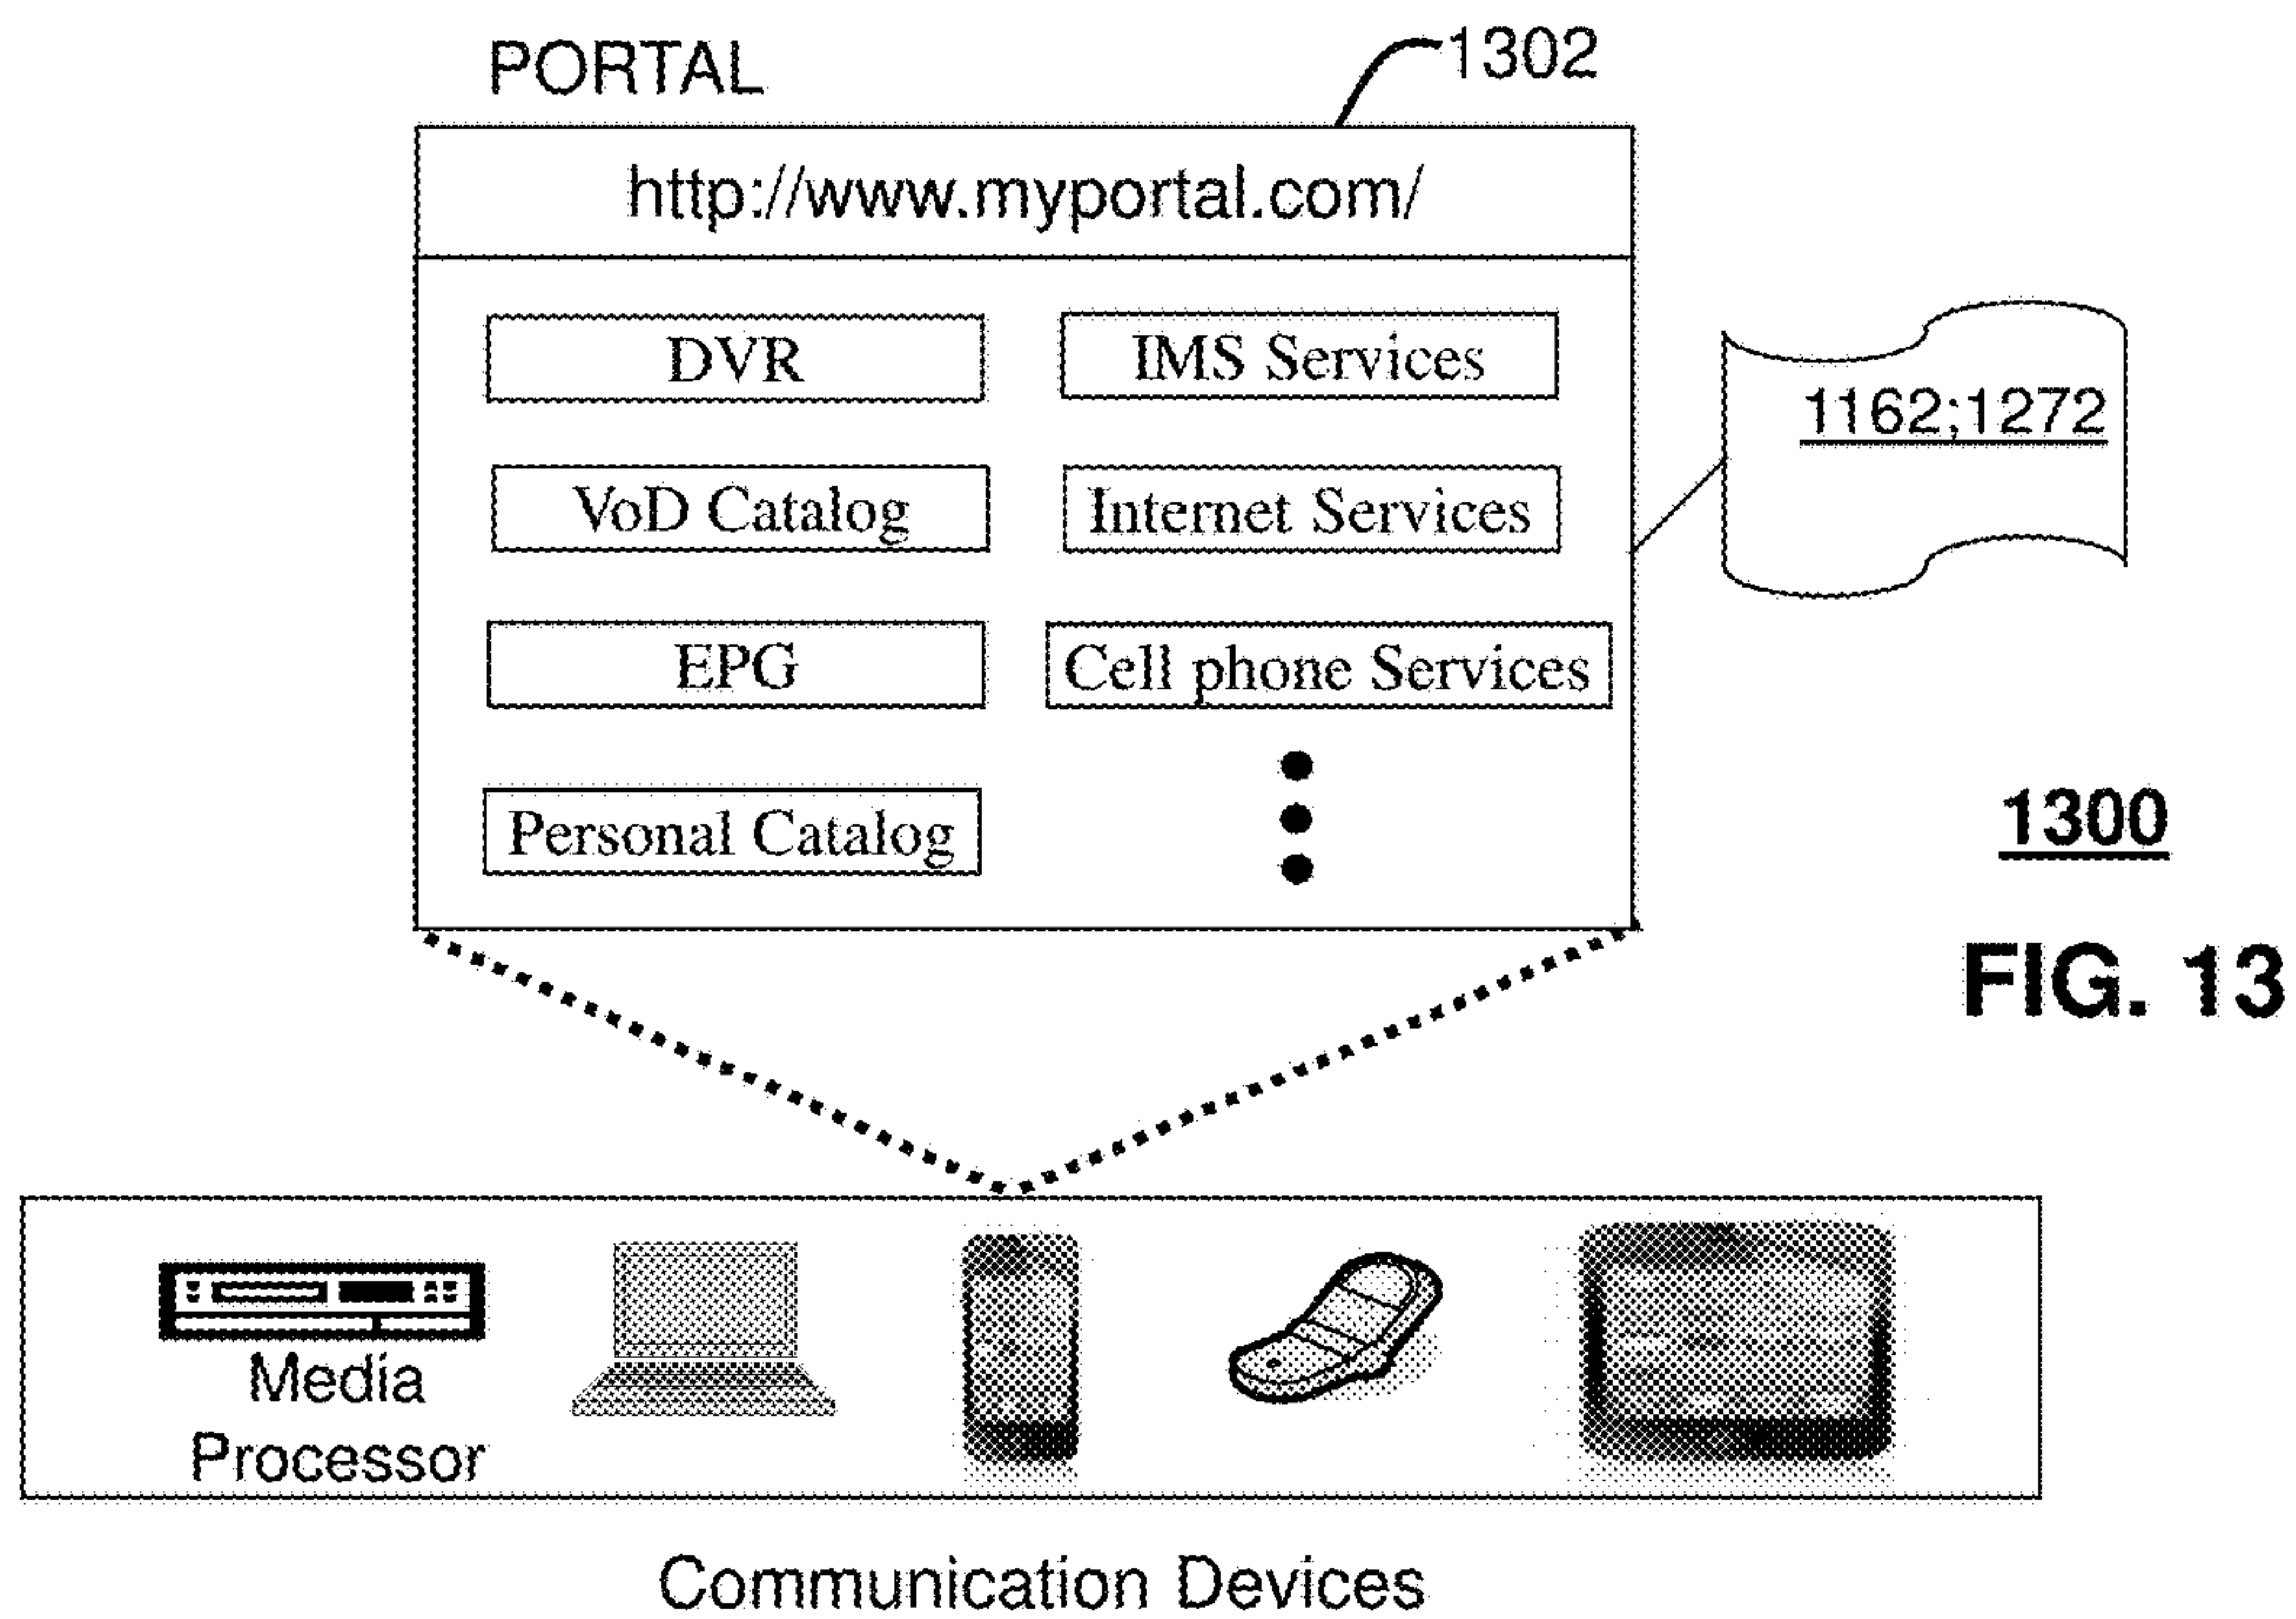 PORTAL
1302
http://www.myportal.com/
DVR
IMS Services
1162;1272
VoD Catalog
Internet Services
EPG
Cell phone Services
Personal Catalog
1300
FIG. 13
Media
Processor
Communication Devices